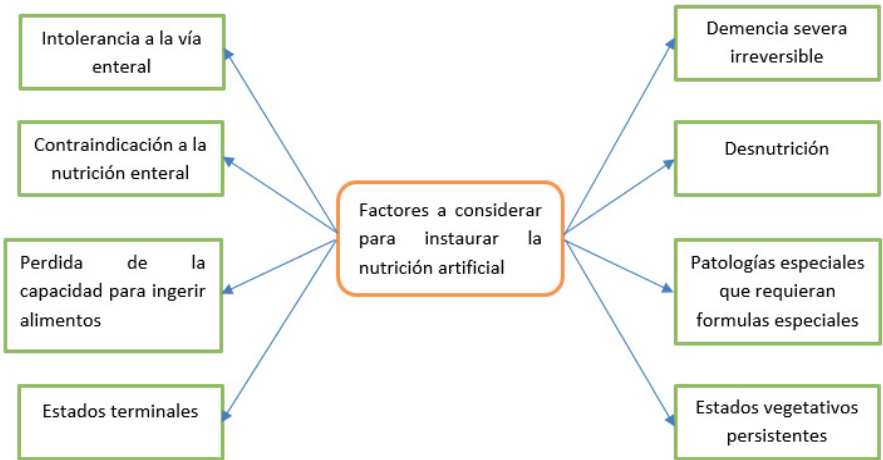 Intolerancia a la vía
enteral
Contraindicación a la
nutrición enteral
Perdida de la
capacidad para ingerir
alimentos
Estados terminales
Factores a considerar
para instaurar la
nutrición artificial
Demencia severa
irreversible
Desnutrición
Patologías especiales
que requieran
formulas especiales
Estados vegetativos
persistentes